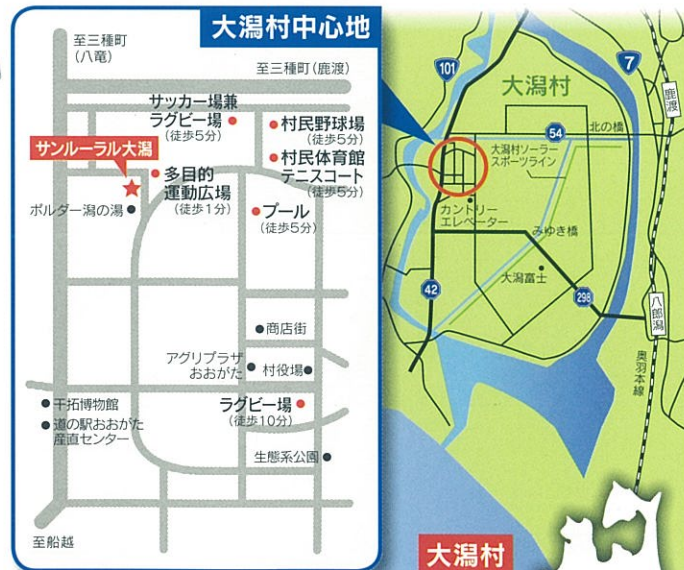 大潟村中心地
至三種町
(八竜)
至三種町(鹿渡)
サッカー場兼
ラグビー場
(徒歩5分)
村民野球場
(徒歩5分)
村民体育館
テニスコート
(徒歩5分)
サンルーラル大潟
多目的
運動広場
(徒歩1分)
ポルダー潟の湯
プール
(徒歩5分)
商店街
アグリプラザ
おおがた
村役場
干拓博物館
道の駅おおがた
産直センター
ラグビー場
(徒歩10分)
生態系公園
至船越
101
7
大潟村
鹿渡
54
北の橋
大潟村ソーラー
スポーツライン
カントリー
エレベーター
みゆき橋
大潟富士
42
298
八郎潟
奥羽本線
大潟村